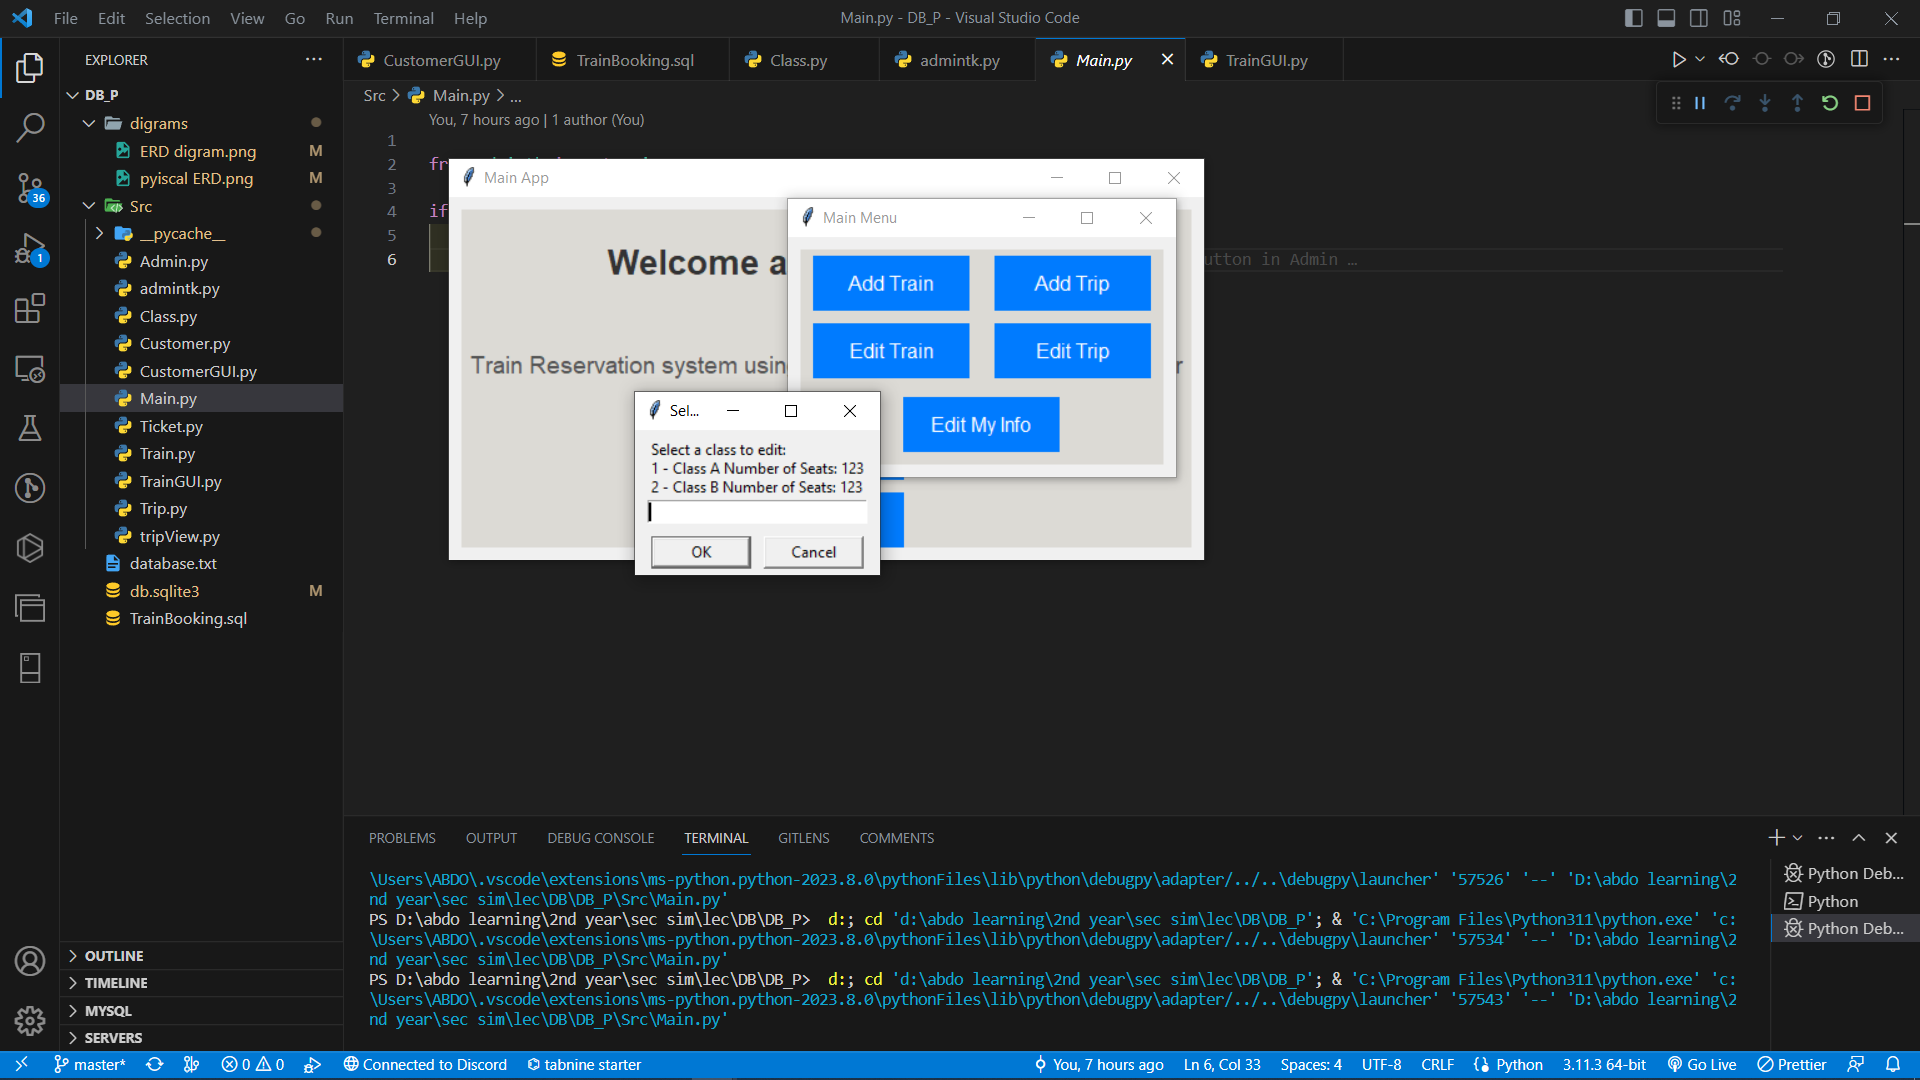 File Edit Selection View Go Run Terminal Help
Main.py - DB_P - Visual Studio Code
EXPLORER
DB_P
digrams
ERD digram.png M
pyiscal ERD.png M
Src
__pycache__
Admin.py
admintk.py
Class.py
Customer.py
CustomerGUI.py
Main.py
Ticket.py
Train.py
TrainGUI.py
Trip.py
tripView.py
database.txt
db.sqlite3 M
TrainBooking.sql
OUTLINE
TIMELINE
MYSQL
SERVERS
36
1
CustomerGUI.py TrainBooking.sql Class.py admintk.py Main.py TrainGUI.py
Src > Main.py > ...
You, 7 hours ago | 1 author (You)
1
2
3
4 if
5
6
utton in Admin …
Main App
Welcome a
Train Reservation system usin
r
Main Menu
Add Train Add Trip
Edit Train Edit Trip
Edit My Info
Sel...
Select a class to edit:
1 - Class A Number of Seats: 123
2 - Class B Number of Seats: 123
OK Cancel
PROBLEMS OUTPUT DEBUG CONSOLE TERMINAL GITLENS COMMENTS
\Users\ABDO\.vscode\extensions\ms-python.python-2023.8.0\pythonFiles\lib\python\debugpy\adapter/../..\debugpy\launcher' '57526' '--' 'D:\abdo learning\2
nd year\sec sim\lec\DB\DB_P\Src\Main.py'
PS D:\abdo learning\2nd year\sec sim\lec\DB\DB_P>  d:; cd 'd:\abdo learning\2nd year\sec sim\lec\DB\DB_P'; & 'C:\Program Files\Python311\python.exe' 'c:
\Users\ABDO\.vscode\extensions\ms-python.python-2023.8.0\pythonFiles\lib\python\debugpy\adapter/../..\debugpy\launcher' '57534' '--' 'D:\abdo learning\2
nd year\sec sim\lec\DB\DB_P\Src\Main.py'
PS D:\abdo learning\2nd year\sec sim\lec\DB\DB_P>  d:; cd 'd:\abdo learning\2nd year\sec sim\lec\DB\DB_P'; & 'C:\Program Files\Python311\python.exe' 'c:
\Users\ABDO\.vscode\extensions\ms-python.python-2023.8.0\pythonFiles\lib\python\debugpy\adapter/../..\debugpy\launcher' '57543' '--' 'D:\abdo learning\2
nd year\sec sim\lec\DB\DB_P\Src\Main.py'
Python Deb...
Python
Python Deb...
master* 0 0 Connected to Discord tabnine starter You, 7 hours ago Ln 6, Col 33 Spaces: 4 UTF-8 CRLF Python 3.11.3 64-bit Go Live Prettier